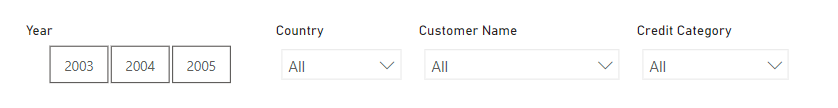 Year Country Customer Name Credit Category
2003 2004 2005 All All All